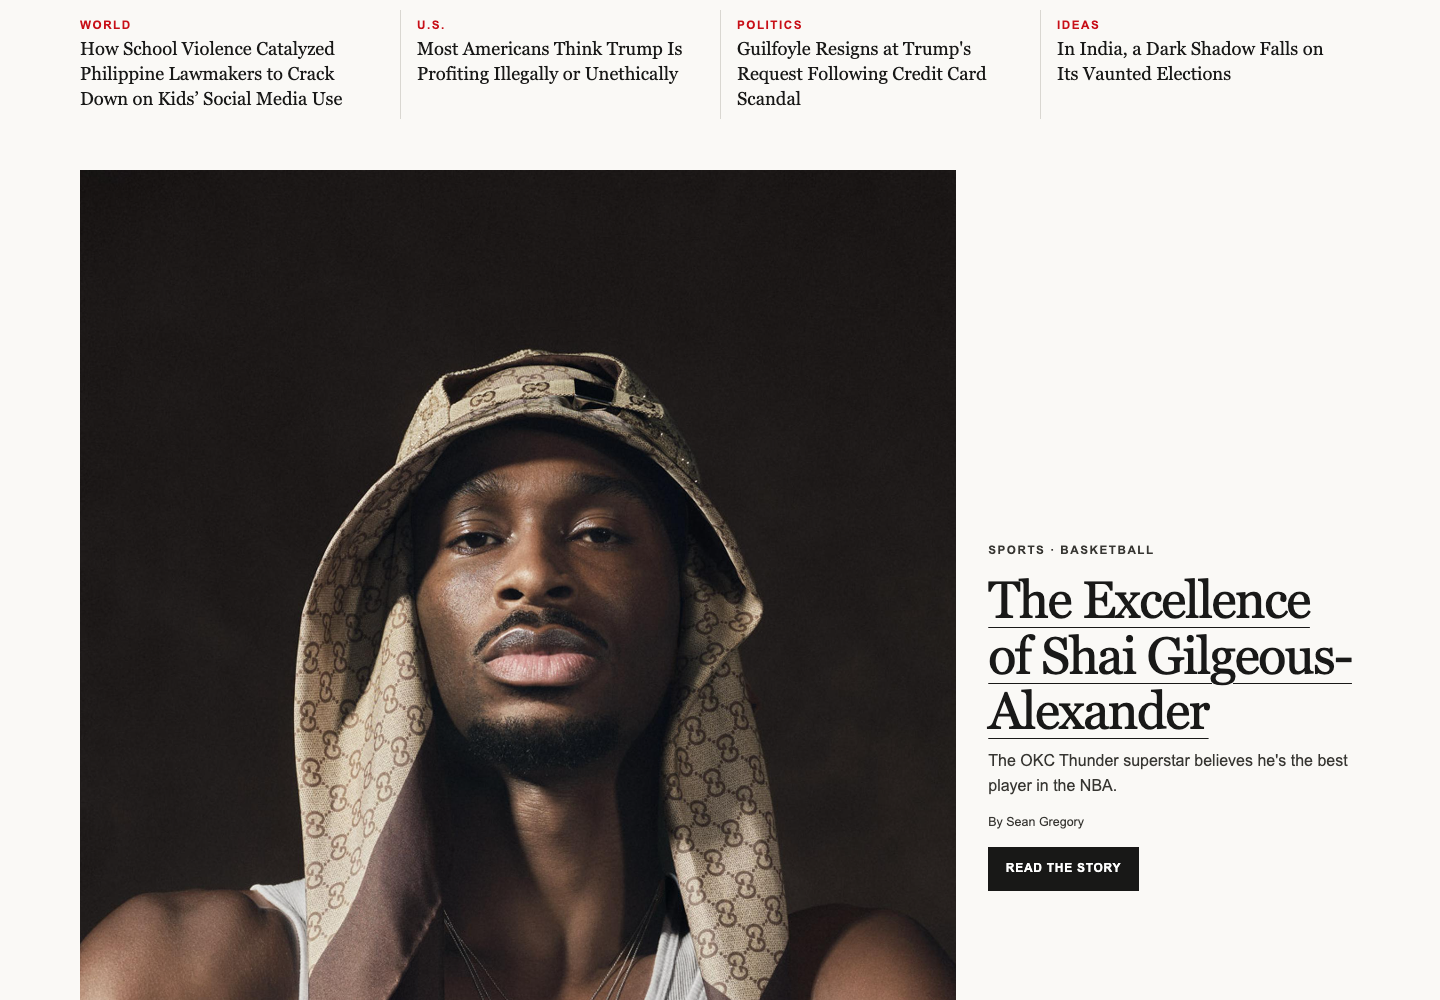 WORLD
How School Violence Catalyzed
Philippine Lawmakers to Crack
Down on Kids’ Social Media Use
U.S.
Most Americans Think Trump Is
Profiting Illegally or Unethically
POLITICS
Guilfoyle Resigns at Trump's
Request Following Credit Card
Scandal
IDEAS
In India, a Dark Shadow Falls on
Its Vaunted Elections
SPORTS · BASKETBALL
The Excellence
of Shai Gilgeous-
Alexander
The OKC Thunder superstar believes he's the best
player in the NBA.
By Sean Gregory
READ THE STORY